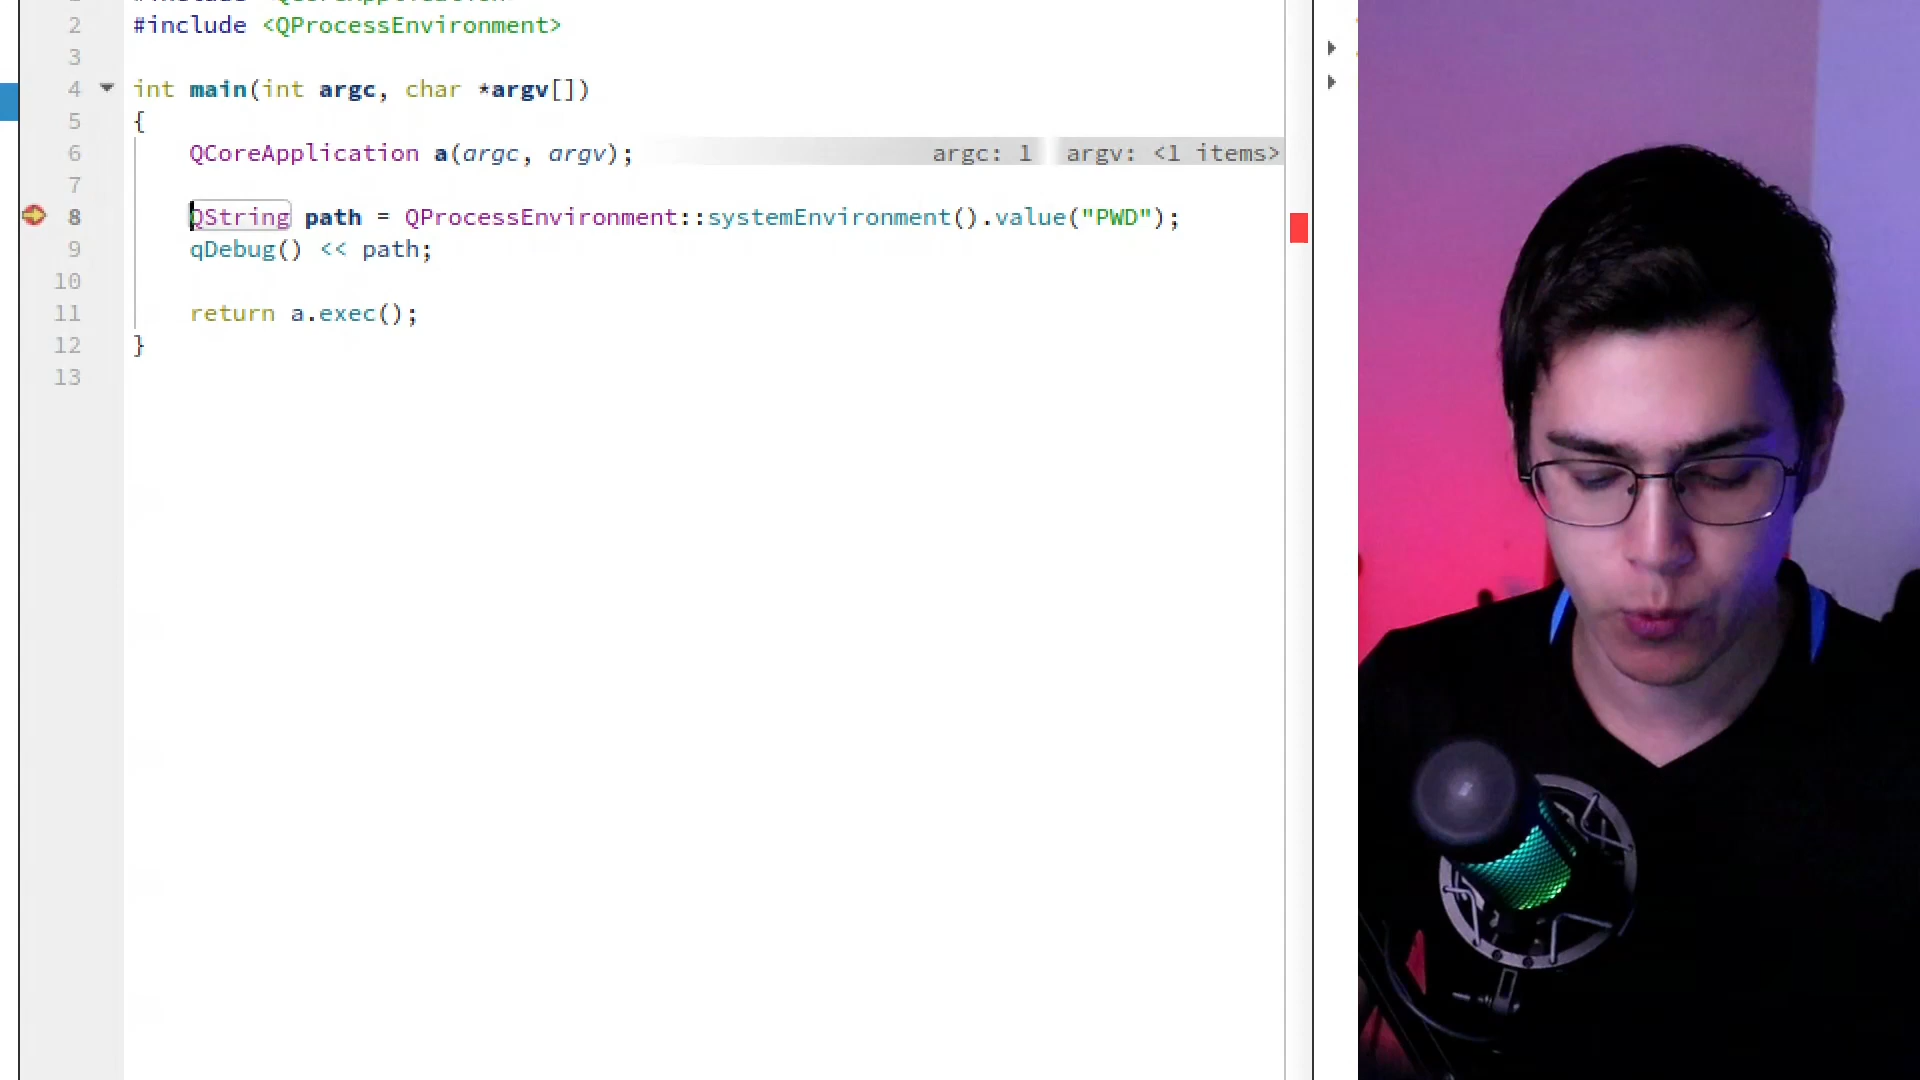 1
2 #include <QProcessEnvironment>
3
4 int main(int argc, char *argv[])
5 {
6 QCoreApplication a(argc, argv); argc: 1 argv: <1 items>
7
8 QString path = QProcessEnvironment::systemEnvironment().value("PWD");
9 qDebug() << path;
10
11 return a.exec();
12 }
13